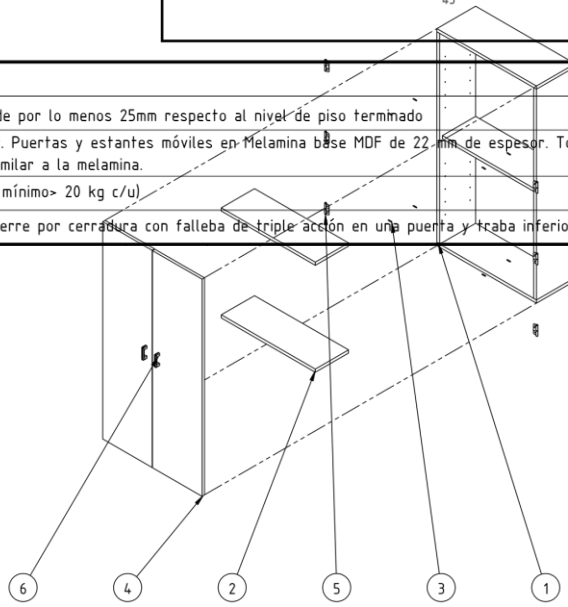 45
de por lo menos 25mm respecto al nivel de piso terminado
. Puertas y estantes móviles en Melamina base MDF de 22 mm de espesor. To
milar a la melamina.
mínimo> 20 kg c/u)
erre por cerradura con falleba de triple acción en una puerta y traba inferio
6 4 2 5 3 1